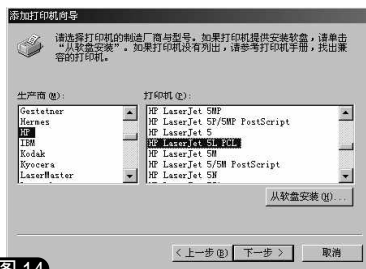 添加打印机向导
请选择打印机的制造厂商与型号。如果打印机提供安装软盘，请单击
“从软盘安装”。如果打印机没有列出，请参考打印机手册，找出兼
容的打印机。
生产商(M):
打印机(P):
Gestetner
Hermes
HP
IBM
Kodak
Kyocera
LaserMaster
HP LaserJet 5MP
HP LaserJet 5P/5MP PostScript
HP LaserJet 5
HP LaserJet 5L PCL
HP LaserJet 5M
HP LaserJet 5/5M PostScript
HP LaserJet 5N
从软盘安装(H)...
< 上一步(B)
下一步 >
取消
图 14